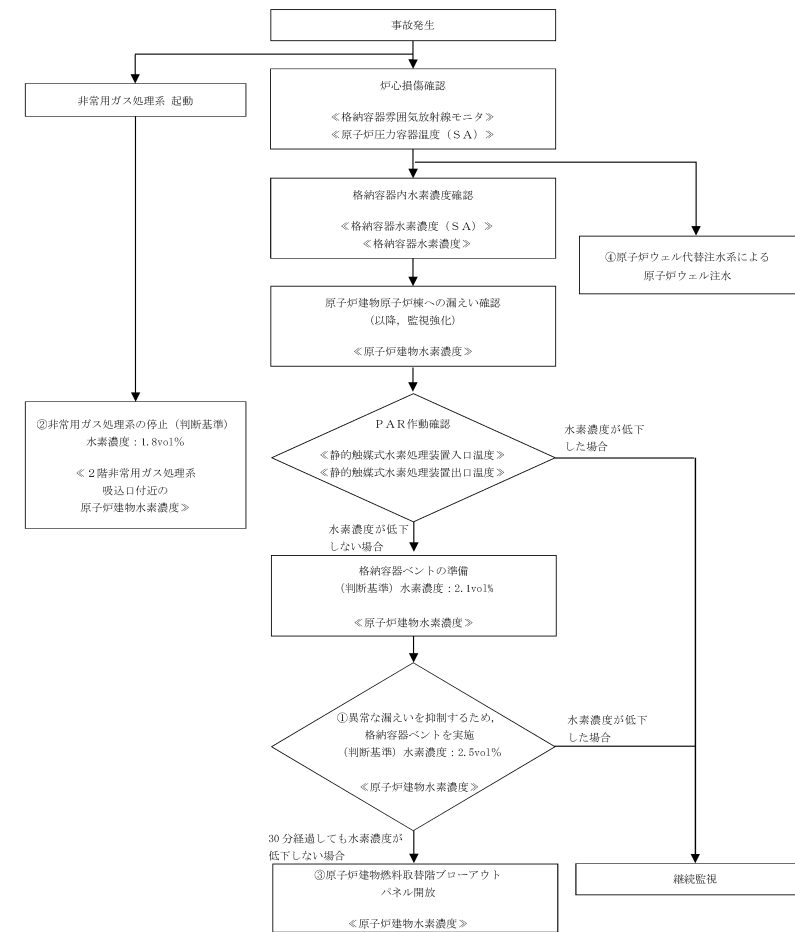 事故発生
非常用ガス処理系 起動
炉心損傷確認
≪格納容器雰囲気放射線モニタ≫
≪原子炉圧力容器温度（ＳＡ）≫
格納容器内水素濃度確認
≪格納容器水素濃度（ＳＡ）≫
≪格納容器水素濃度≫
④原子炉ウェル代替注水系による
原子炉ウェル注水
原子炉建物原子炉棟への漏えい確認
（以降，監視強化）
≪原子炉建物水素濃度≫
②非常用ガス処理系の停止（判断基準）
水素濃度：1.8vol％
≪２階非常用ガス処理系
吸込口付近の
原子炉建物水素濃度≫
ＰＡＲ作動確認
≪静的触媒式水素処理装置入口温度≫
≪静的触媒式水素処理装置出口温度≫
水素濃度が低下
した場合
水素濃度が低下
しない場合
格納容器ベントの準備
（判断基準）水素濃度：2.1vol%
≪原子炉建物水素濃度≫
①異常な漏えいを抑制するため，
格納容器ベントを実施
（判断基準）水素濃度：2.5vol％
≪原子炉建物水素濃度≫
水素濃度が低下
した場合
30 分経過しても水素濃度が
低下しない場合
③原子炉建物燃料取替階ブローアウト
パネル開放
≪原子炉建物水素濃度≫
継続監視